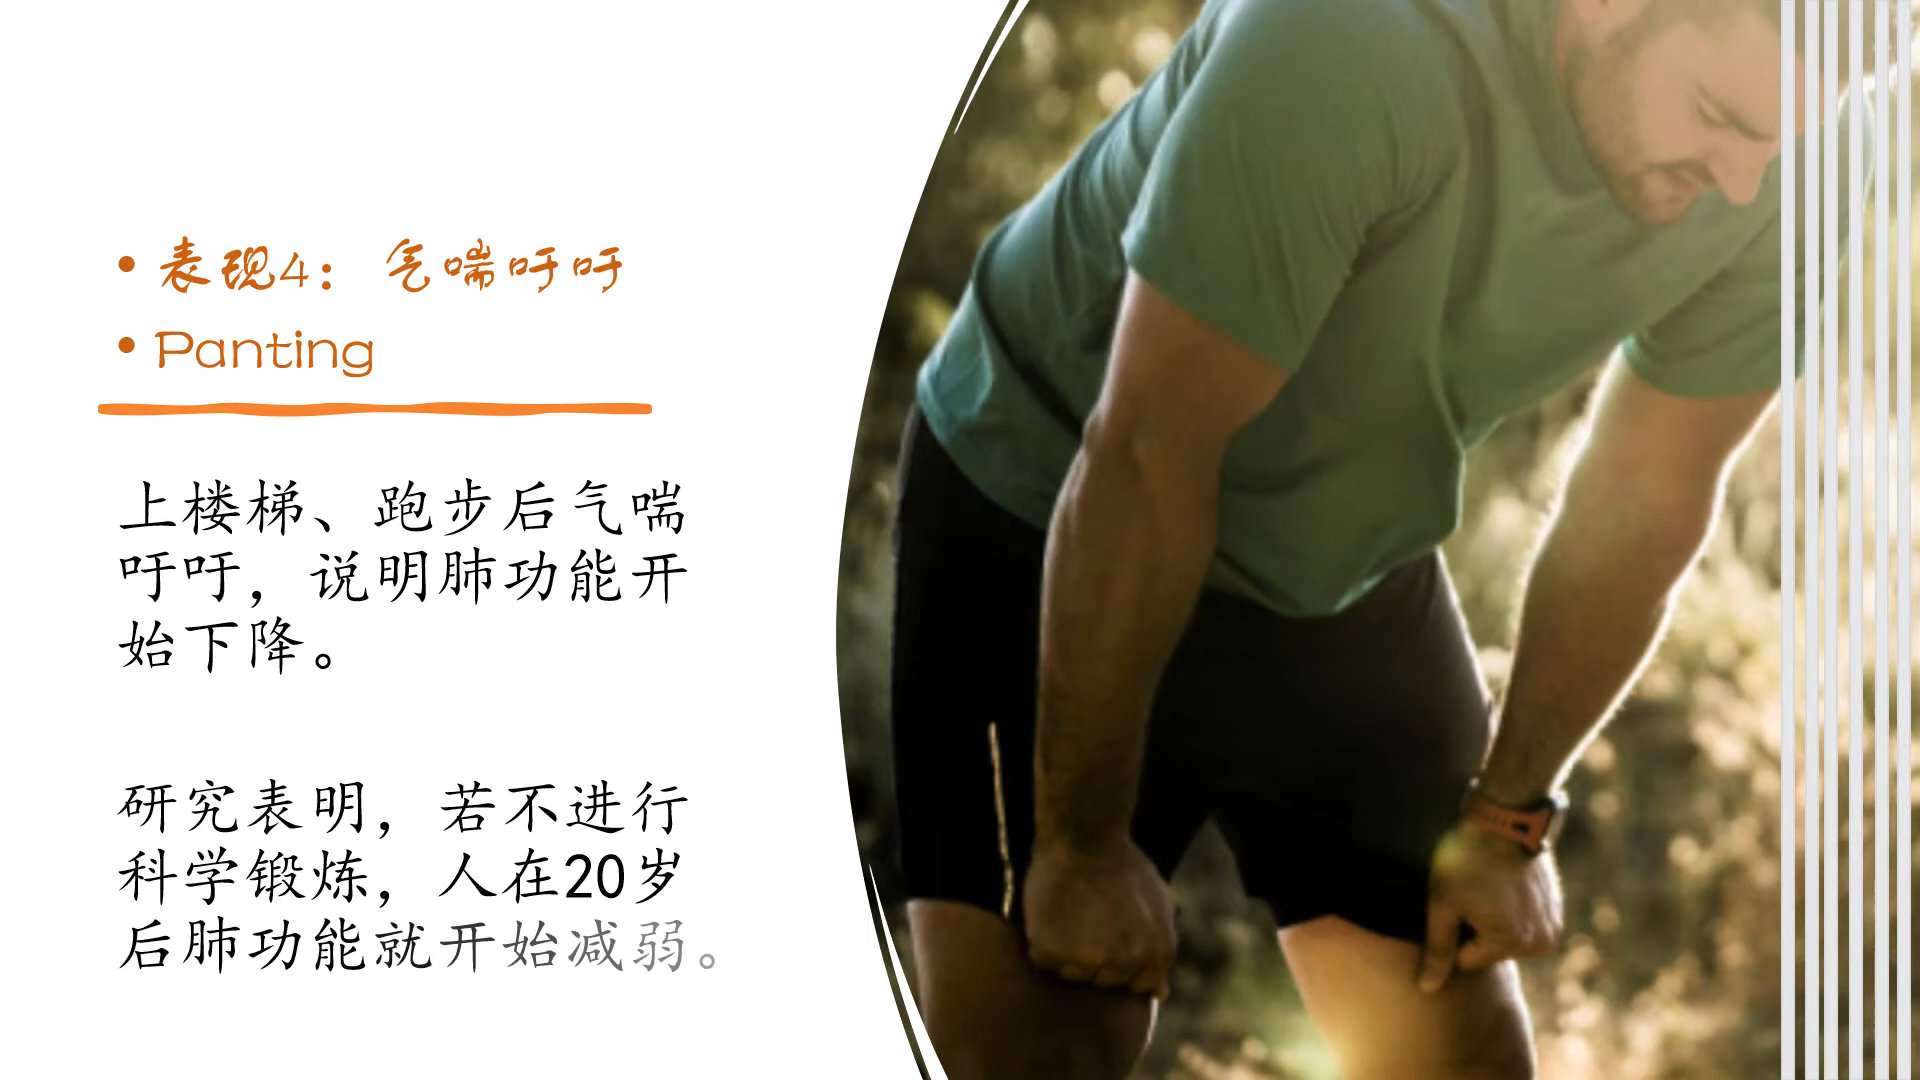 • 表现4： 气喘吁吁
• Panting
上楼梯、跑步后气喘
吁吁，说明肺功能开
始下降。
研究表明，若不进行
科学锻炼，人在20岁
后肺功能就开始减弱。